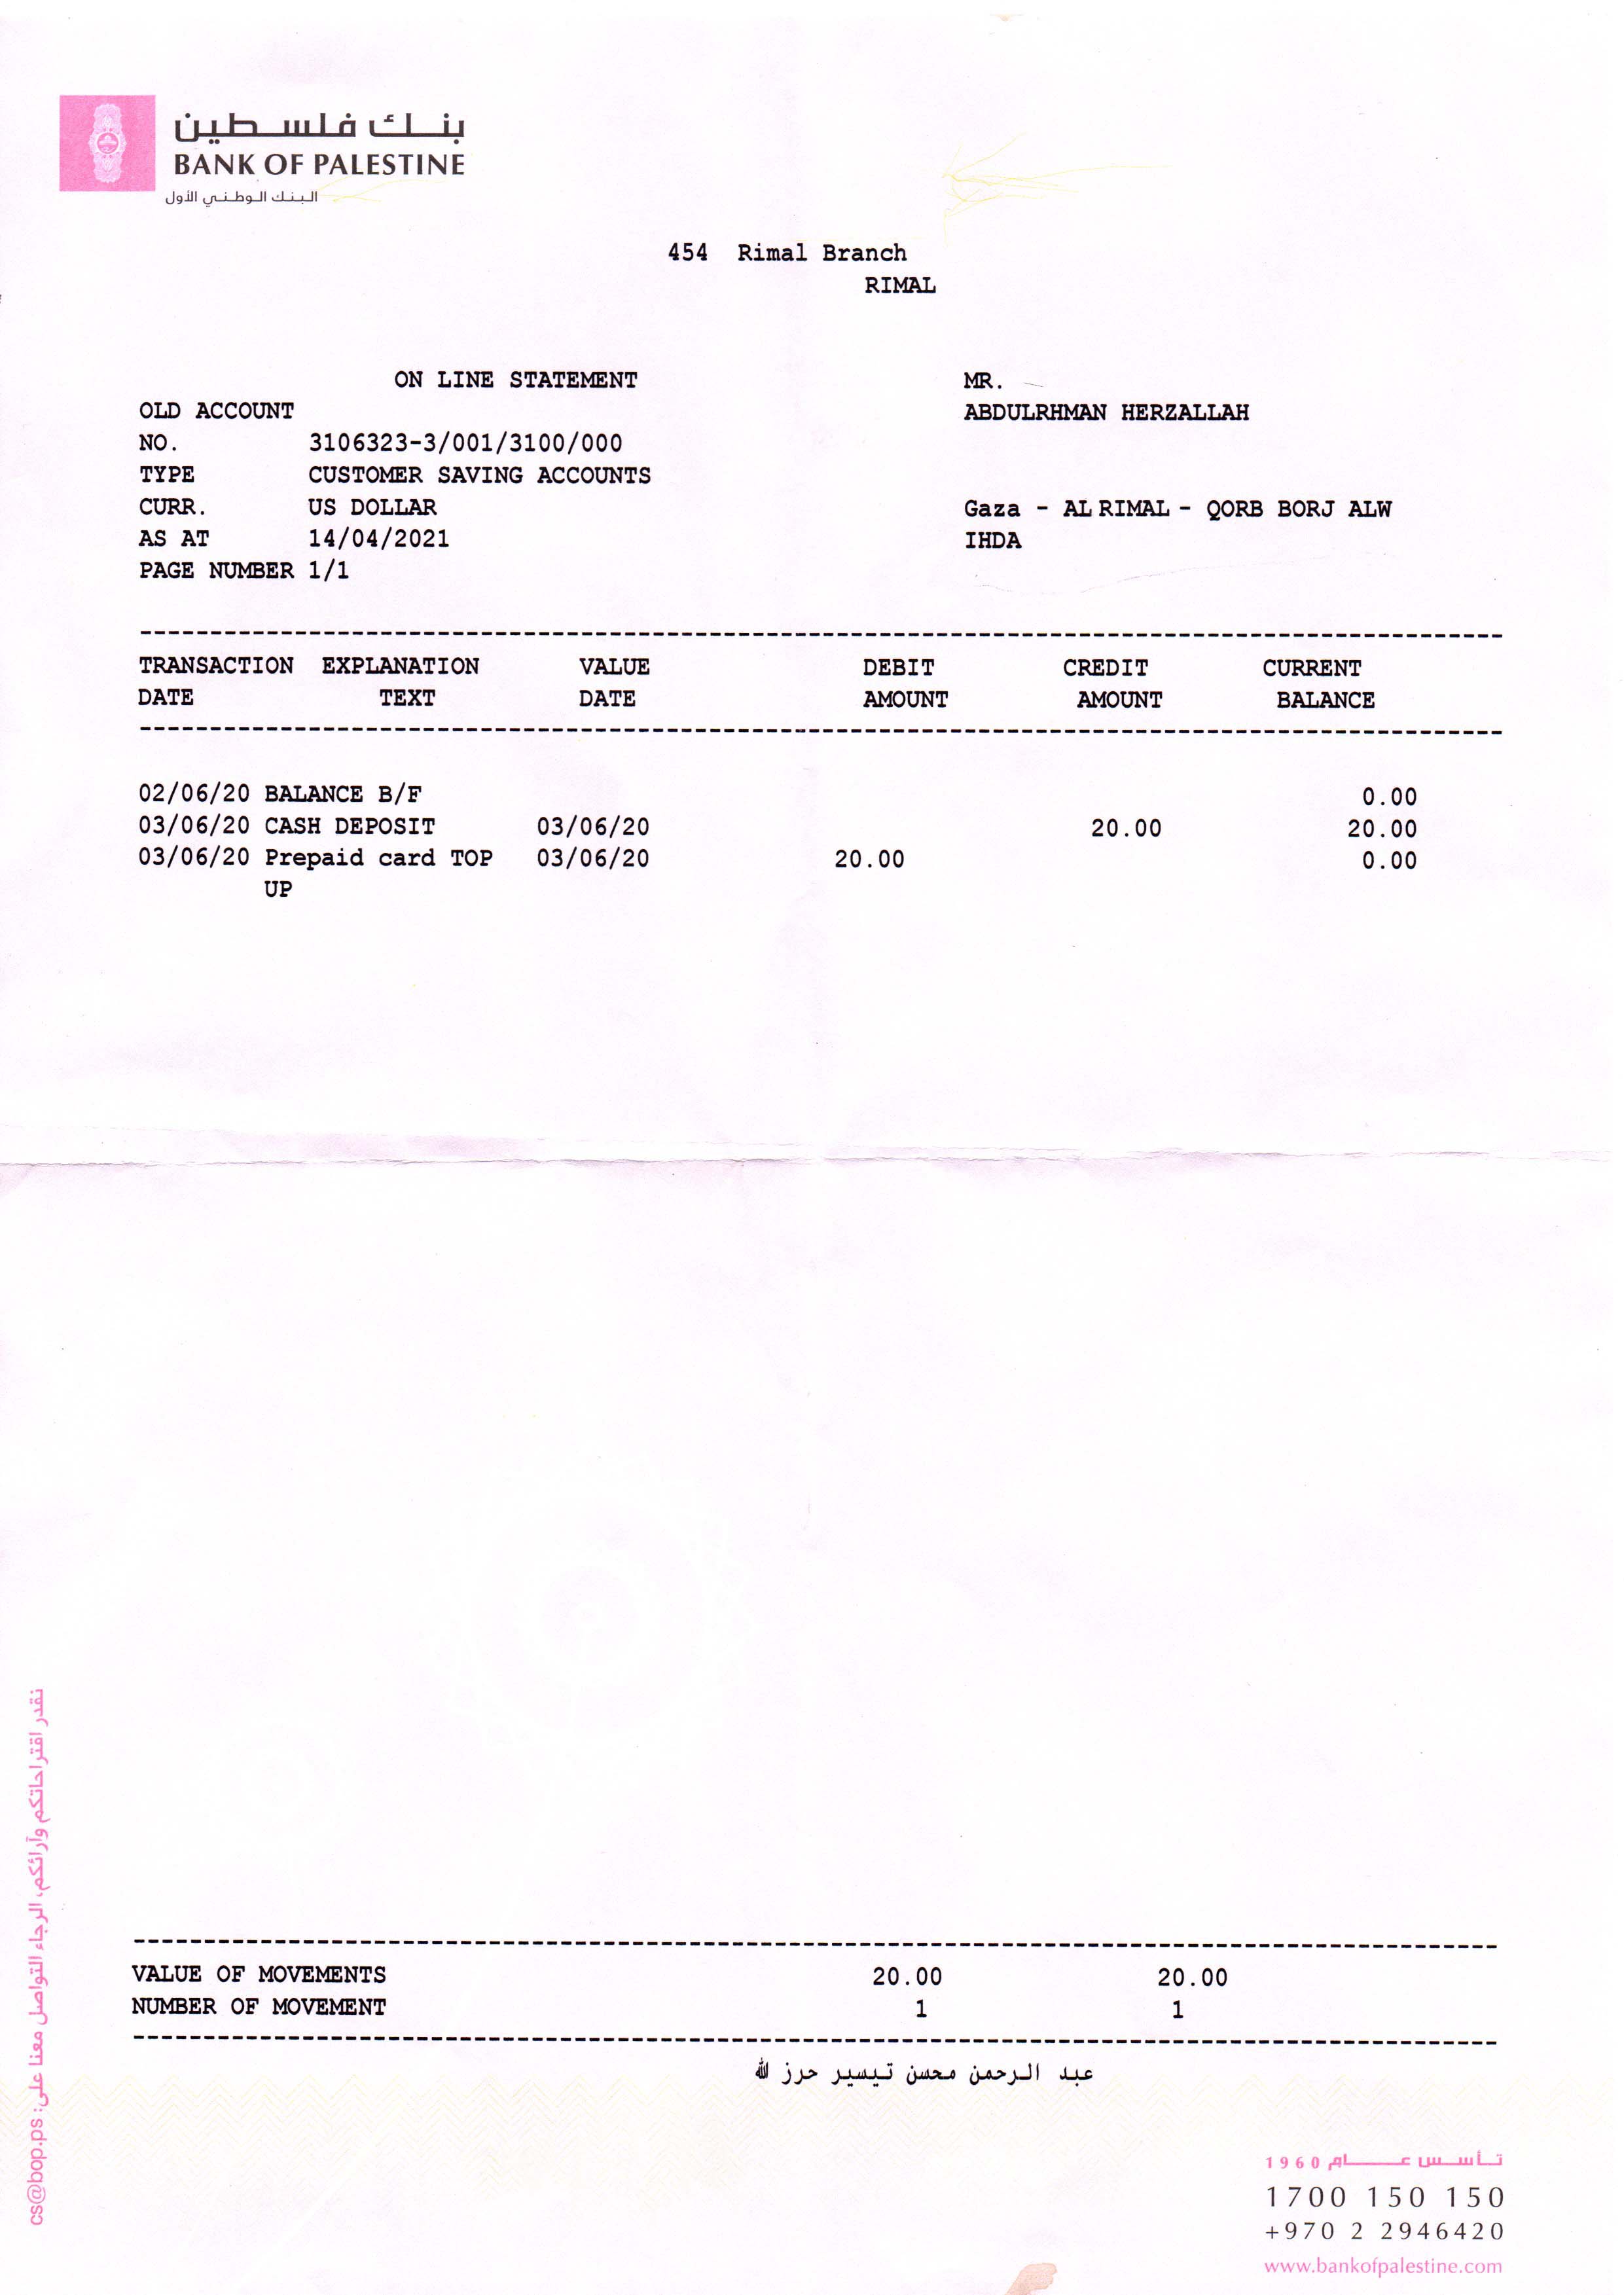 بنك فلسطين
BANK OF PALESTINE
البنك الوطني الأول
454 Rimal Branch
RIMAL
ON LINE STATEMENT
OLD ACCOUNT
NO. 3106323-3/001/3100/000
TYPE CUSTOMER SAVING ACCOUNTS
CURR. US DOLLAR
AS AT 14/04/2021
PAGE NUMBER 1/1
MR.
ABDULRHMAN HERZALLAH
Gaza - AL RIMAL - QORB BORJ ALW
IHDA
TRANSACTION EXPLANATION VALUE DEBIT CREDIT CURRENT
DATE TEXT DATE AMOUNT AMOUNT BALANCE
02/06/20 BALANCE B/F 0.00
03/06/20 CASH DEPOSIT 03/06/20 20.00 20.00
03/06/20 Prepaid card TOP 03/06/20 20.00 0.00
UP
VALUE OF MOVEMENTS 20.00 20.00
NUMBER OF MOVEMENT 1 1
عبد الرحمن محسن تيسير حرز لله
نقدر اقتراحاتكم وآرائكم، الرجاء التواصل معنا على: cs@bop.ps
تأسس عام 1960
1700 150 150
+970 2 2946420
www.bankofpalestine.com